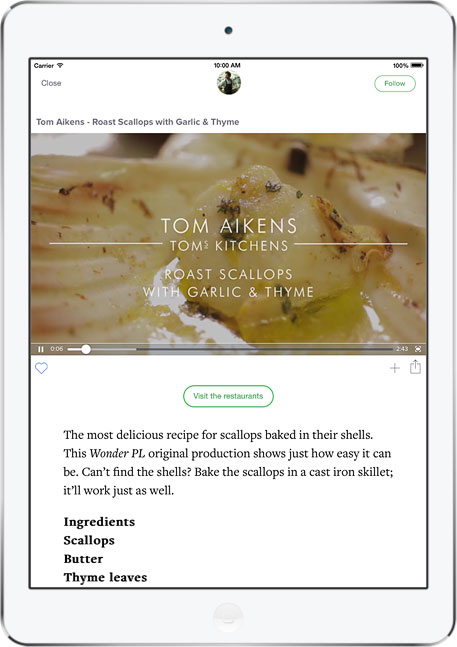 Carrier 10:00 AM 100%
Close Follow
Tom Aikens - Roast Scallops with Garlic & Thyme
TOM AIKENS
TOM'S KITCHENS
ROAST SCALLOPS
WITH GARLIC & THYME
0:06 -2:43
Visit the restaurants
The most delicious recipe for scallops baked in their shells.
This Wonder PL original production shows just how easy it can
be. Can’t find the shells? Bake the scallops in a cast iron skillet;
it’ll work just as well.
Ingredients
Scallops
Butter
Thyme leaves